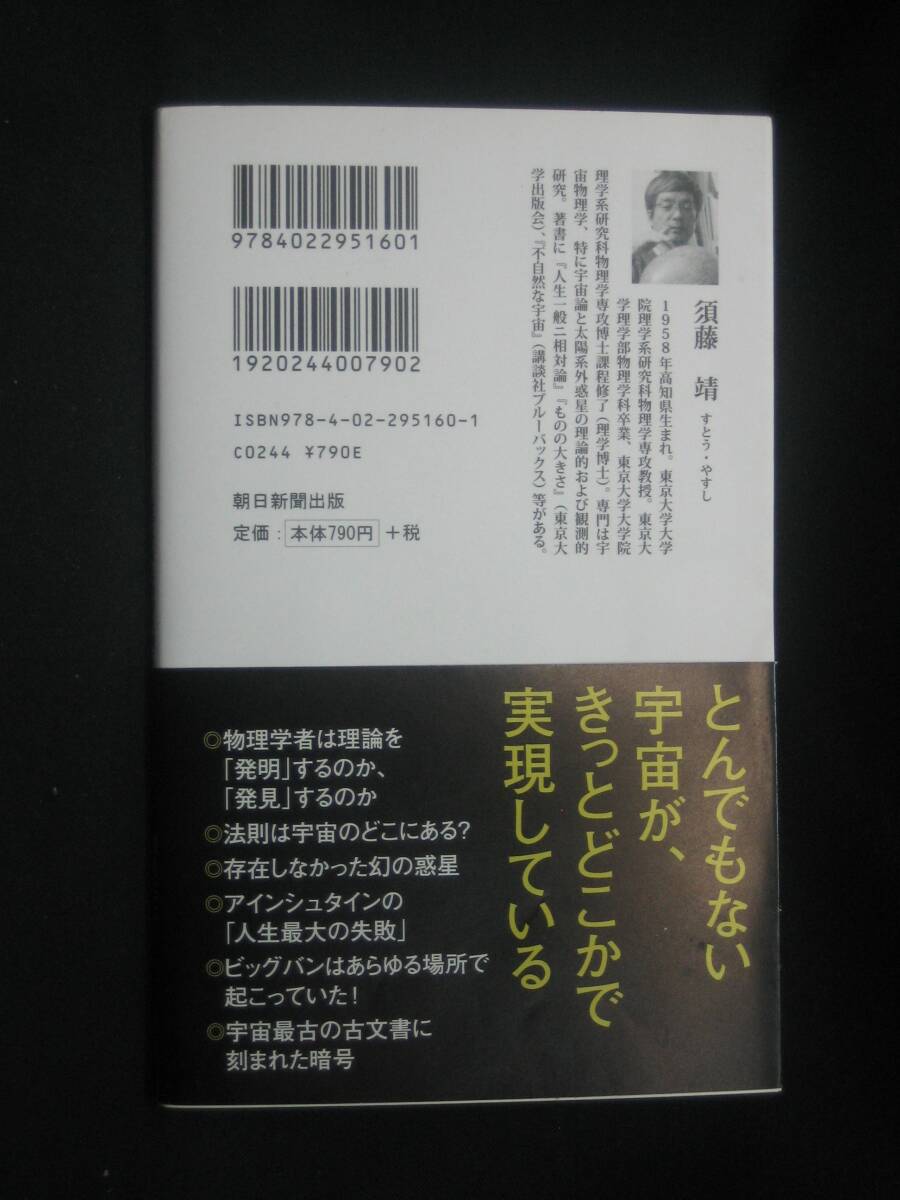 9784022951601
1920244007902
ISBN978-4-02-295160-1
C0244 ¥790E
朝日新聞出版
定価：本体790円＋税
須藤　靖 すとう・やすし
1958年高知県生まれ。東京大学大学
院理学系研究科物理学専攻教授。東京大
学理学部物理学科卒業、東京大学大学院
理学系研究科物理学専攻博士課程修了（理学博士）。専門は宇
宙物理学、特に宇宙論と太陽系外惑星の理論的および観測的
研究。著書に『人生一般ニ相対論』『ものの大きさ』（東京大
学出版会）、『不自然な宇宙』（講談社ブルーバックス）等がある。
とんでもない
宇宙が、
きっとどこかで
実現している
◎物理学者は理論を
「発明」するのか、
「発見」するのか
◎法則は宇宙のどこにある？
◎存在しなかった幻の惑星
◎アインシュタインの
「人生最大の失敗」
◎ビッグバンはあらゆる場所で
起こっていた！
◎宇宙最古の古文書に
刻まれた暗号